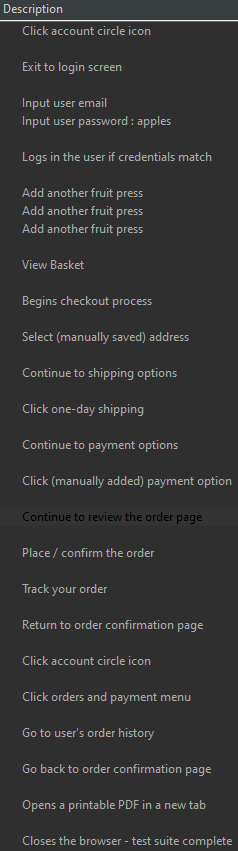 Description
Click account circle icon
Exit to login screen
Input user email
Input user password : apples
Logs in the user if credentials match
Add another fruit press
Add another fruit press
Add another fruit press
View Basket
Begins checkout process
Select (manually saved) address
Continue to shipping options
Click one-day shipping
Continue to payment options
Click (manually added) payment option
Continue to review the order page
Place / confirm the order
Track your order
Return to order confirmation page
Click account circle icon
Click orders and payment menu
Go to user's order history
Go back to order confirmation page
Opens a printable PDF in a new tab
Closes the browser - test suite complete